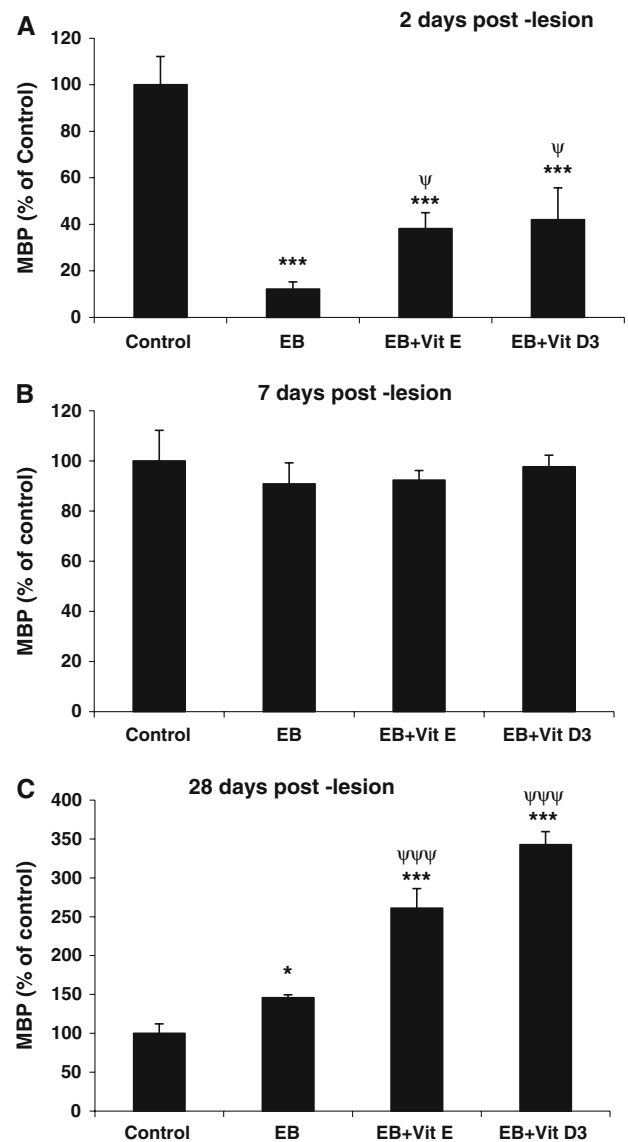 A
2 days post -lesion
MBP (% of Control)
120
100
80
60
40
20
0
ψ
ψ
***
***
***
Control EB EB+Vit E EB+Vit D3
B
7 days post -lesion
MBP (% of control)
120
100
80
60
40
20
0
Control EB EB+Vit E EB+Vit D3
C
28 days post -lesion
MBP (% of control)
400
350
300
250
200
150
100
50
0
ψψψ
***
ψψψ
***
*
Control EB EB+Vit E EB+Vit D3